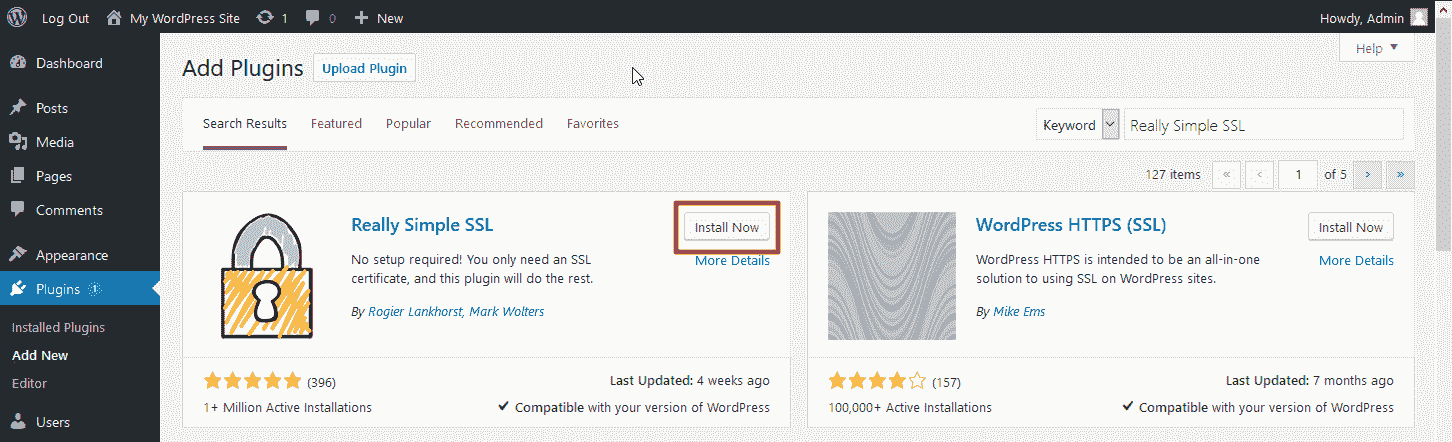 Log Out My WordPress Site 1 0 New Howdy, Admin
Help
Dashboard
Posts
Media
Pages
Comments
Appearance
Plugins 1
Installed Plugins
Add New
Editor
Users
Add Plugins Upload Plugin
Search Results Featured Popular Recommended Favorites Keyword Really Simple SSL
127 items « ‹ 1 of 5 › »
Really Simple SSL
Install Now
More Details
No setup required! You only need an SSL
certificate, and this plugin will do the rest.
By Rogier Lankhorst, Mark Wolters
(396)
Last Updated: 4 weeks ago
1+ Million Active Installations
Compatible with your version of WordPress
WordPress HTTPS (SSL)
Install Now
More Details
WordPress HTTPS is intended to be an all-in-one
solution to using SSL on WordPress sites.
By Mike Ems
(157)
Last Updated: 7 months ago
100,000+ Active Installations
Compatible with your version of WordPress